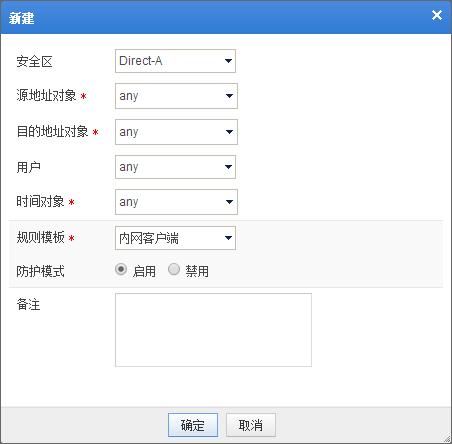 新建
安全区 Direct-A
源地址对象 * any
目的地址对象 * any
用户 any
时间对象 * any
规则模板 * 内网客户端
防护模式 启用 禁用
备注
确定 取消